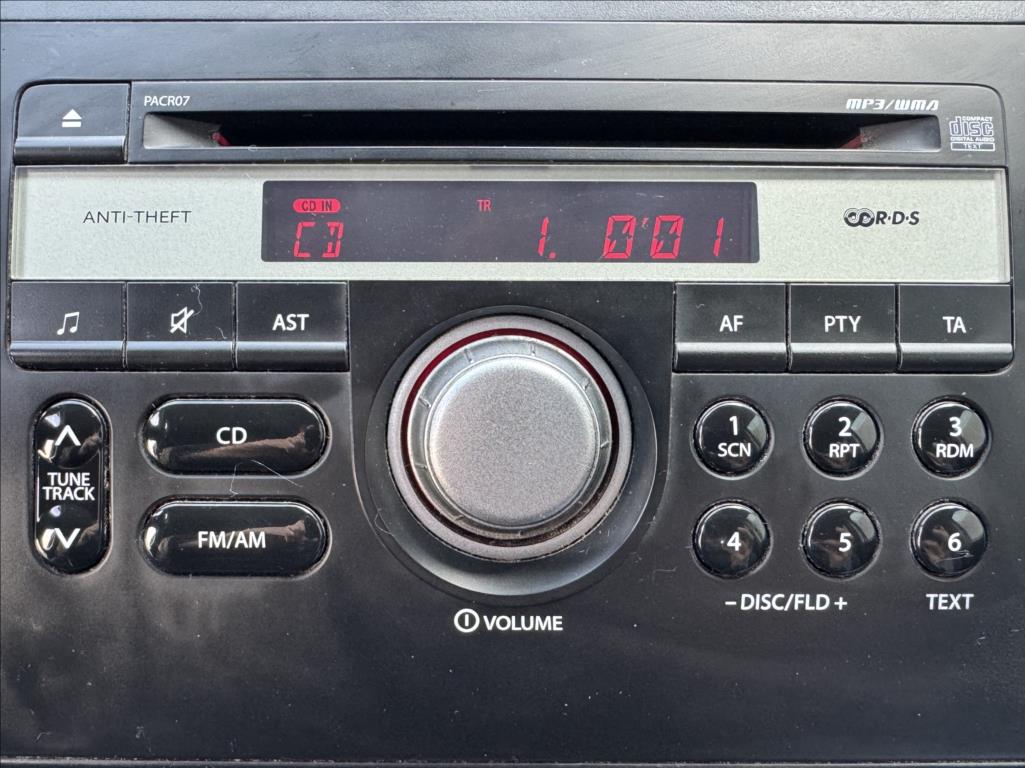 PACR07
MP3/WMA
COMPACT
disc
DIGITAL AUDIO
TEXT
ANTI-THEFT
CD IN
TR
CD 1. 0'01
R·D·S
AST
AF
PTY
TA
CD
TUNE
TRACK
FM/AM
1
SCN
2
RPT
3
RDM
4
5
6
– DISC/FLD +
TEXT
VOLUME